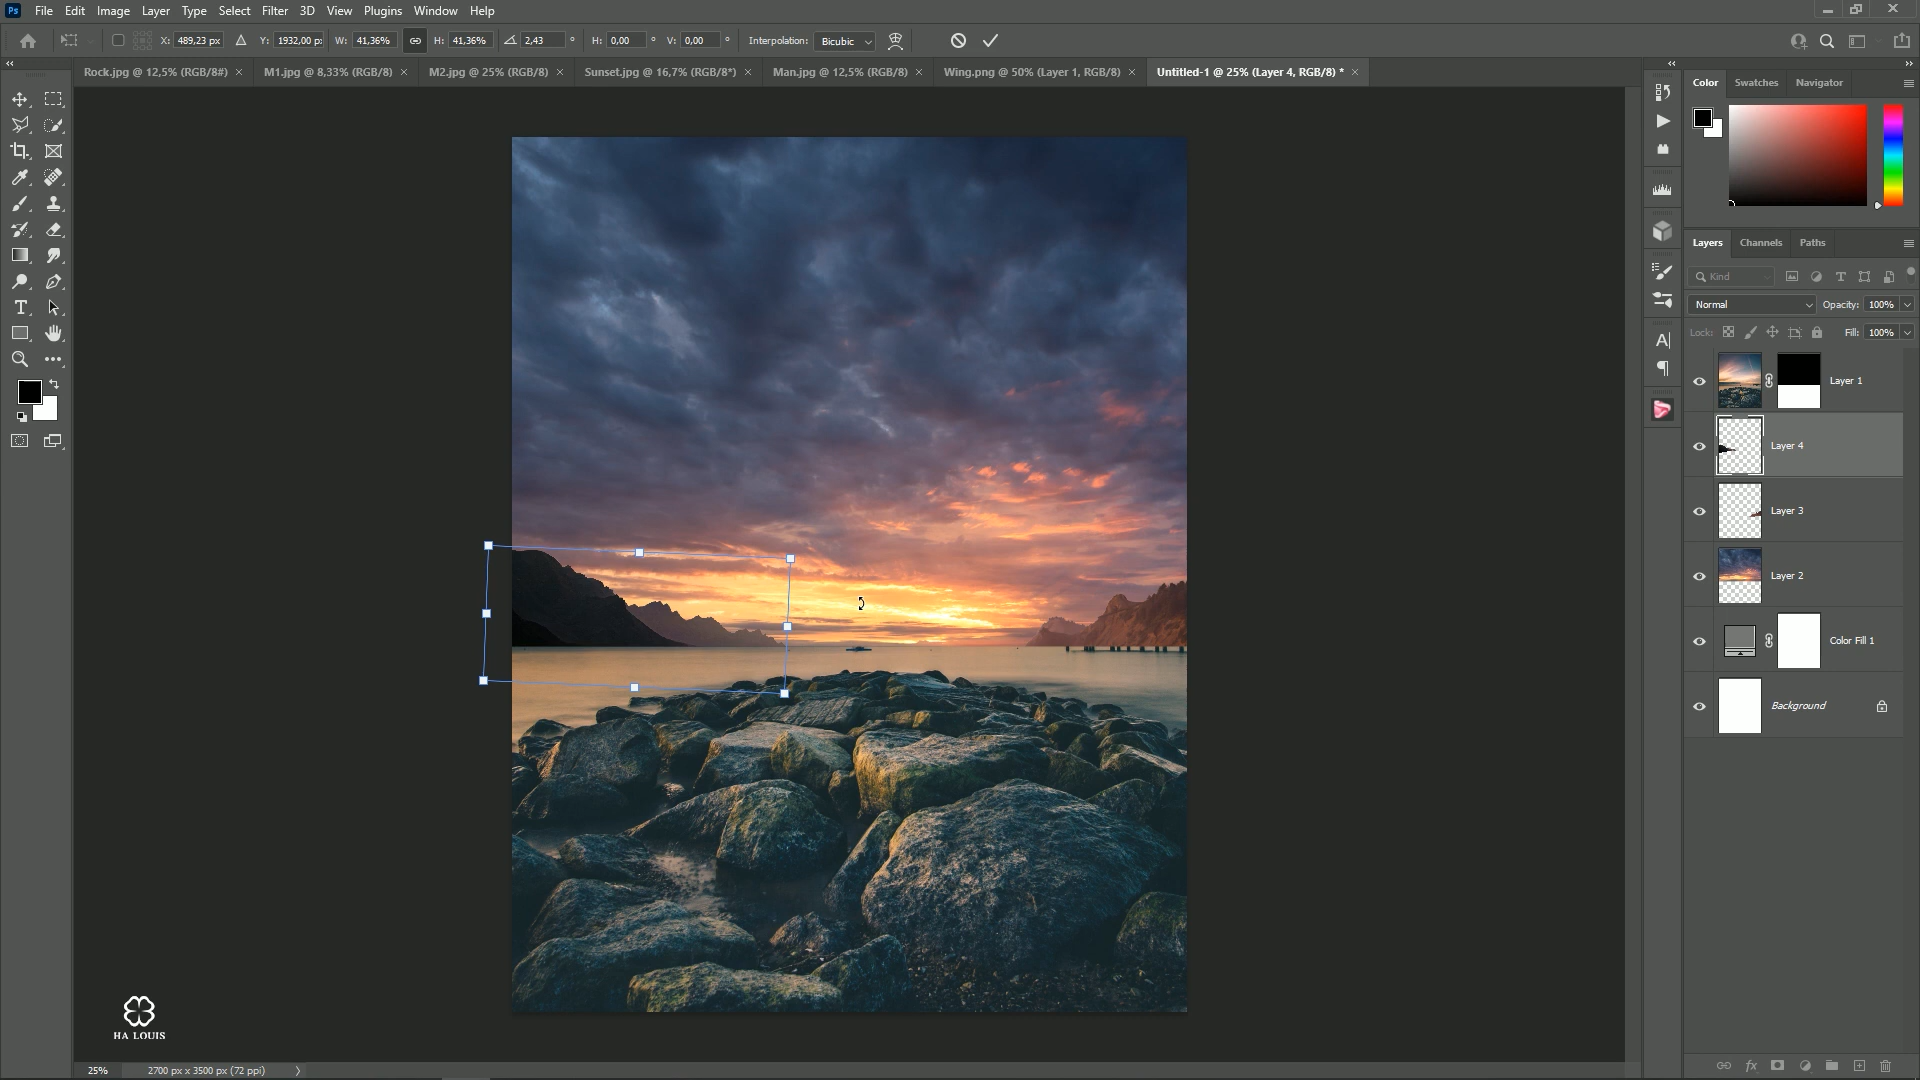 Ps File Edit Image Layer Type Select Filter 3D View Plugins Window Help
X: 489,23 px Y: 1932,00 p: W: 41,36% H: 41,36% 2,43 ° H: 0,00 ° V: 0,00 ° Interpolation: Bicubic
Rock.jpg @ 12,5% (RGB/8#) × M1.jpg @ 8,33% (RGB/8) × M2.jpg @ 25% (RGB/8) × Sunset.jpg @ 16,7% (RGB/8*) × Man.jpg @ 12,5% (RGB/8) × Wing.png @ 50% (Layer 1, RGB/8) × Untitled-1 @ 25% (Layer 4, RGB/8) * ×
Color Swatches Navigator
Layers Channels Paths
Kind
Normal Opacity: 100%
Lock: Fill: 100%
Layer 1
Layer 4
Layer 3
Layer 2
Color Fill 1
Background
fx
HA LOUIS
25% 2700 px x 3500 px (72 ppi)